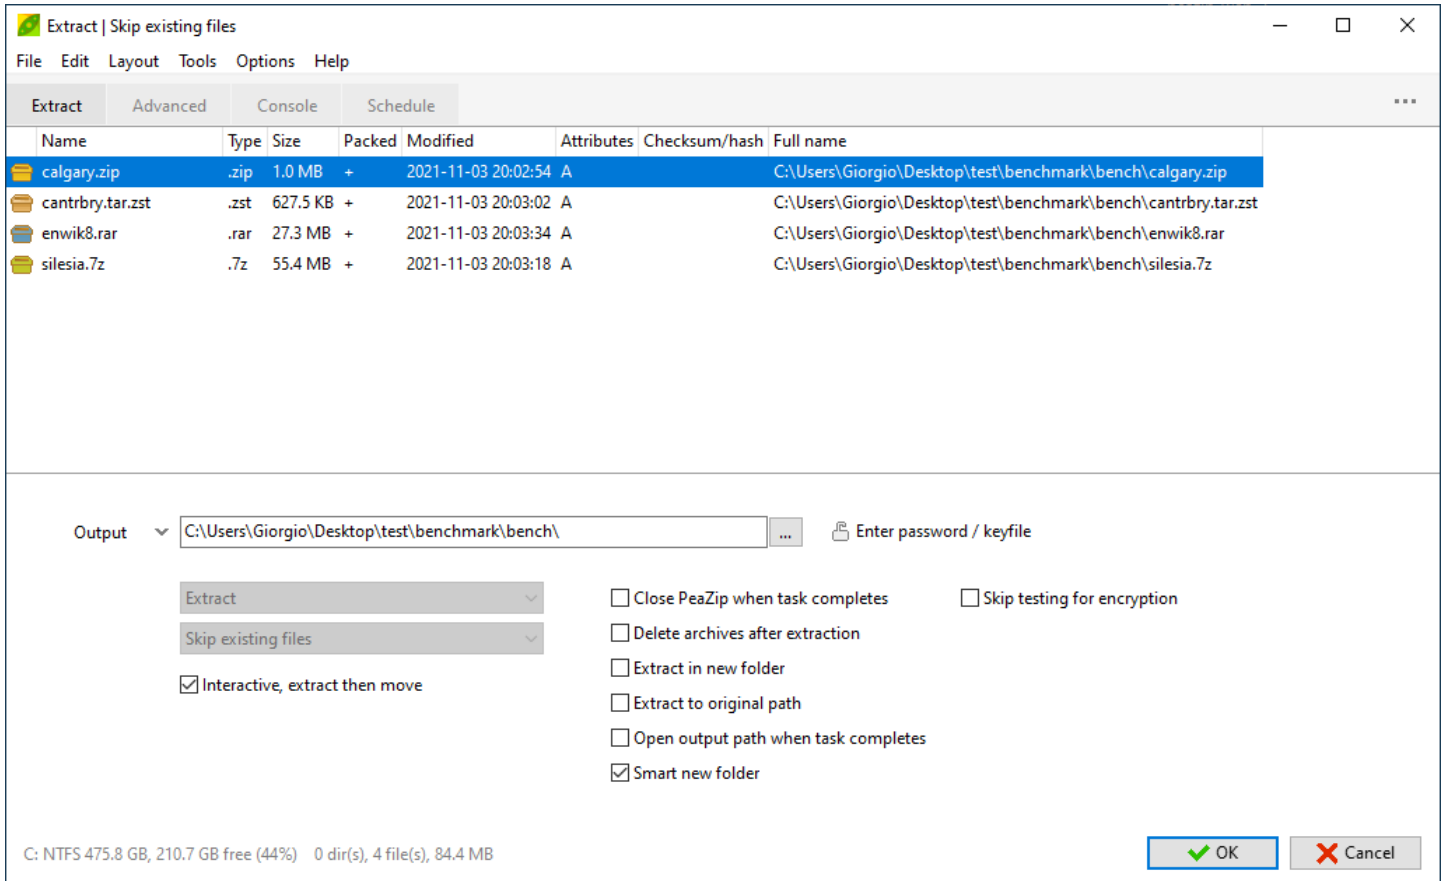 Extract | Skip existing files
File Edit Layout Tools Options Help
Extract Advanced Console Schedule
Name Type Size Packed Modified Attributes Checksum/hash Full name
calgary.zip .zip 1.0 MB + 2021-11-03 20:02:54 A C:\Users\Giorgio\Desktop\test\benchmark\bench\calgary.zip
cantrbry.tar.zst .zst 627.5 KB + 2021-11-03 20:03:02 A C:\Users\Giorgio\Desktop\test\benchmark\bench\cantrbry.tar.zst
enwik8.rar .rar 27.3 MB + 2021-11-03 20:03:34 A C:\Users\Giorgio\Desktop\test\benchmark\bench\enwik8.rar
silesia.7z .7z 55.4 MB + 2021-11-03 20:03:18 A C:\Users\Giorgio\Desktop\test\benchmark\bench\silesia.7z
Output C:\Users\Giorgio\Desktop\test\benchmark\bench\ ... Enter password / keyfile
Extract Close PeaZip when task completes Skip testing for encryption
Skip existing files Delete archives after extraction
Extract in new folder
Interactive, extract then move
Extract to original path
Open output path when task completes
Smart new folder
C: NTFS 475.8 GB, 210.7 GB free (44%) 0 dir(s), 4 file(s), 84.4 MB OK Cancel